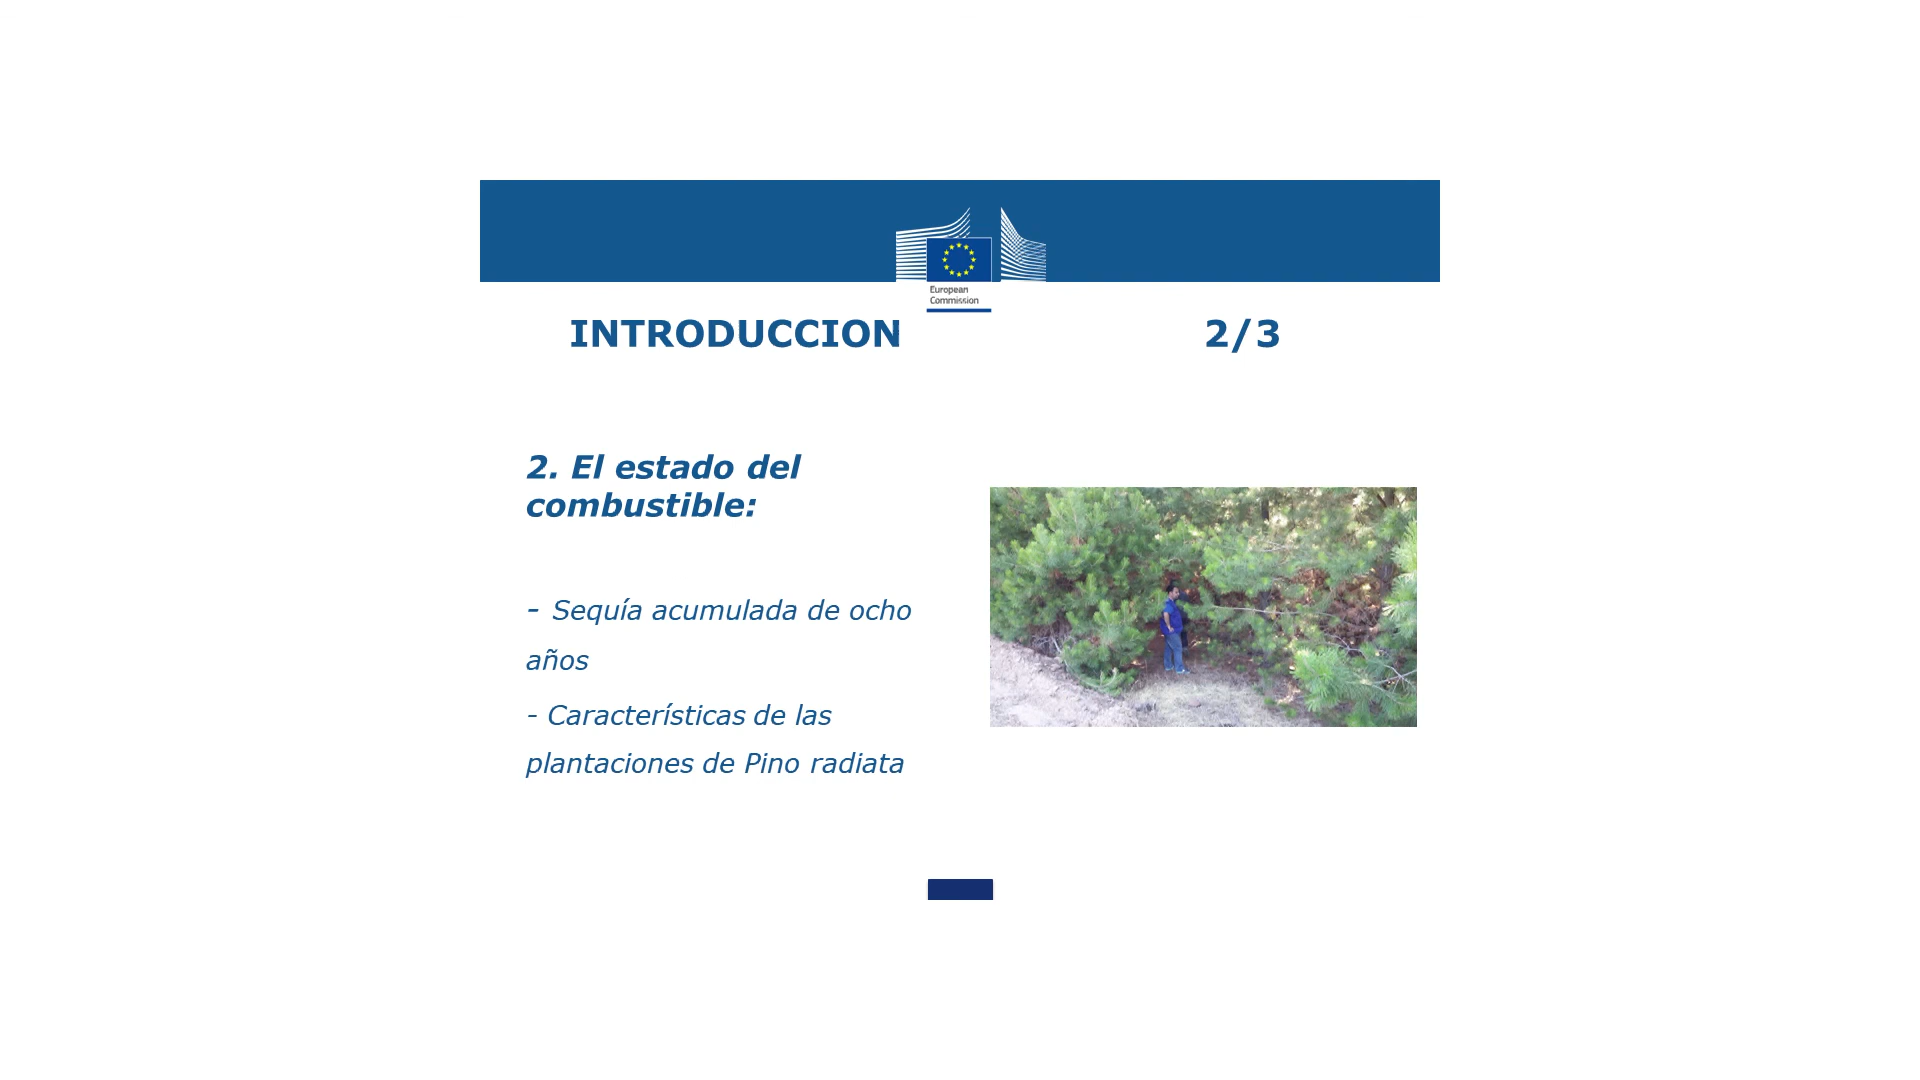 European
Commission
INTRODUCCION 2/3
2. El estado del
combustible:
- Sequía acumulada de ocho
años
- Características de las
plantaciones de Pino radiata